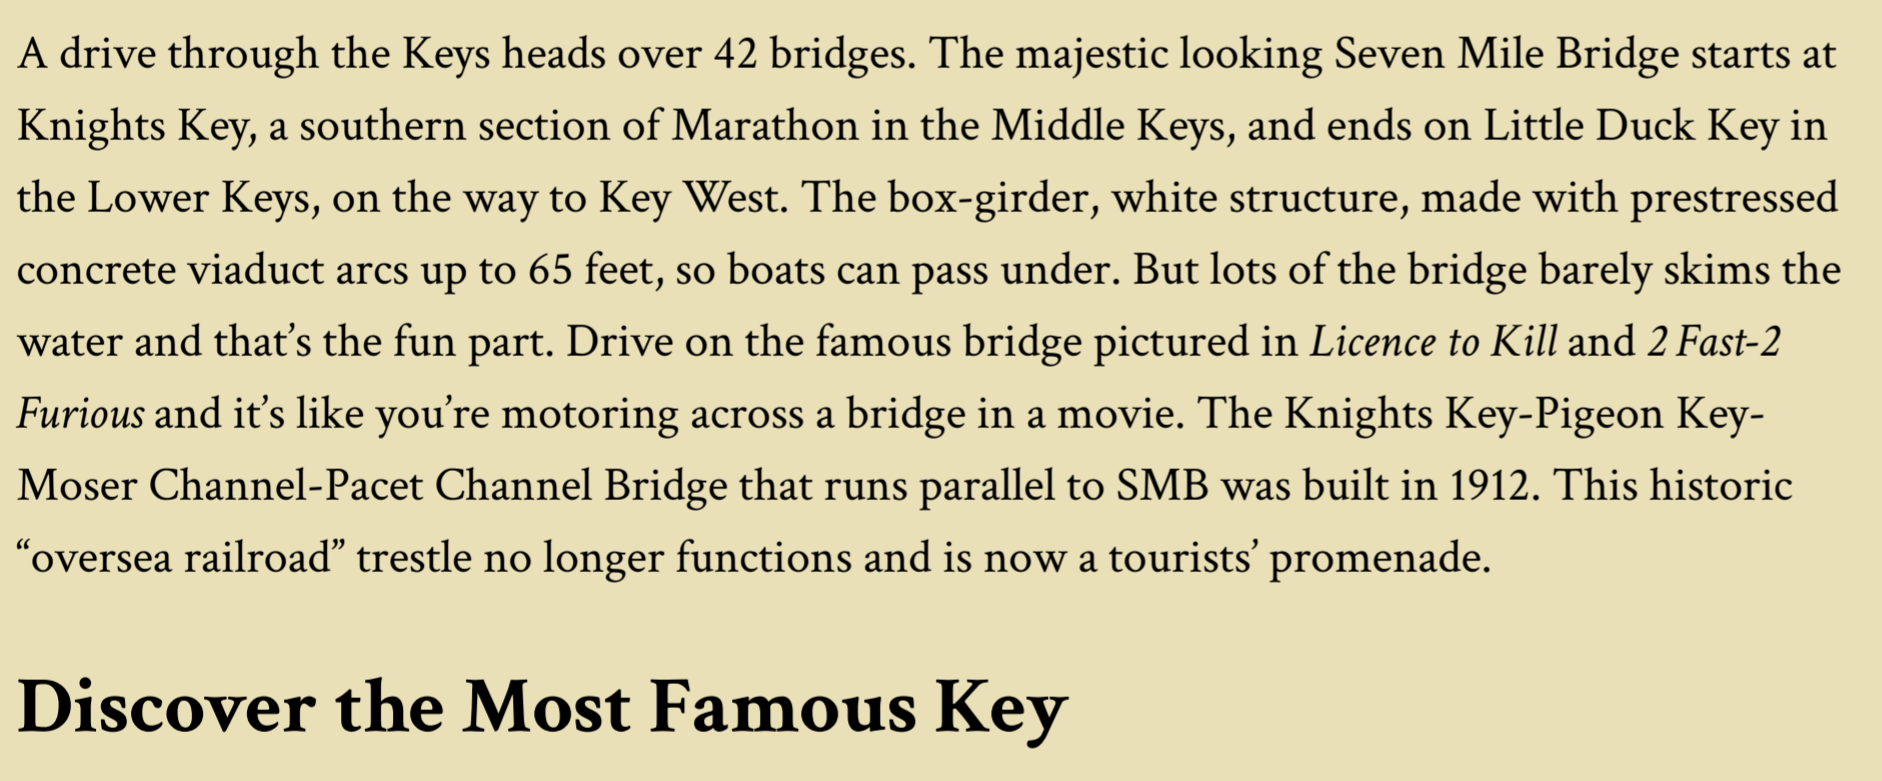 A drive through the Keys heads over 42 bridges. The majestic looking Seven Mile Bridge starts at
Knights Key, a southern section of Marathon in the Middle Keys, and ends on Little Duck Key in
the Lower Keys, on the way to Key West. The box-girder, white structure, made with prestressed
concrete viaduct arcs up to 65 feet, so boats can pass under. But lots of the bridge barely skims the
water and that’s the fun part. Drive on the famous bridge pictured in Licence to Kill and 2 Fast-2
Furious and it’s like you’re motoring across a bridge in a movie. The Knights Key-Pigeon Key-
Moser Channel-Pacet Channel Bridge that runs parallel to SMB was built in 1912. This historic
“oversea railroad” trestle no longer functions and is now a tourists’ promenade.
Discover the Most Famous Key